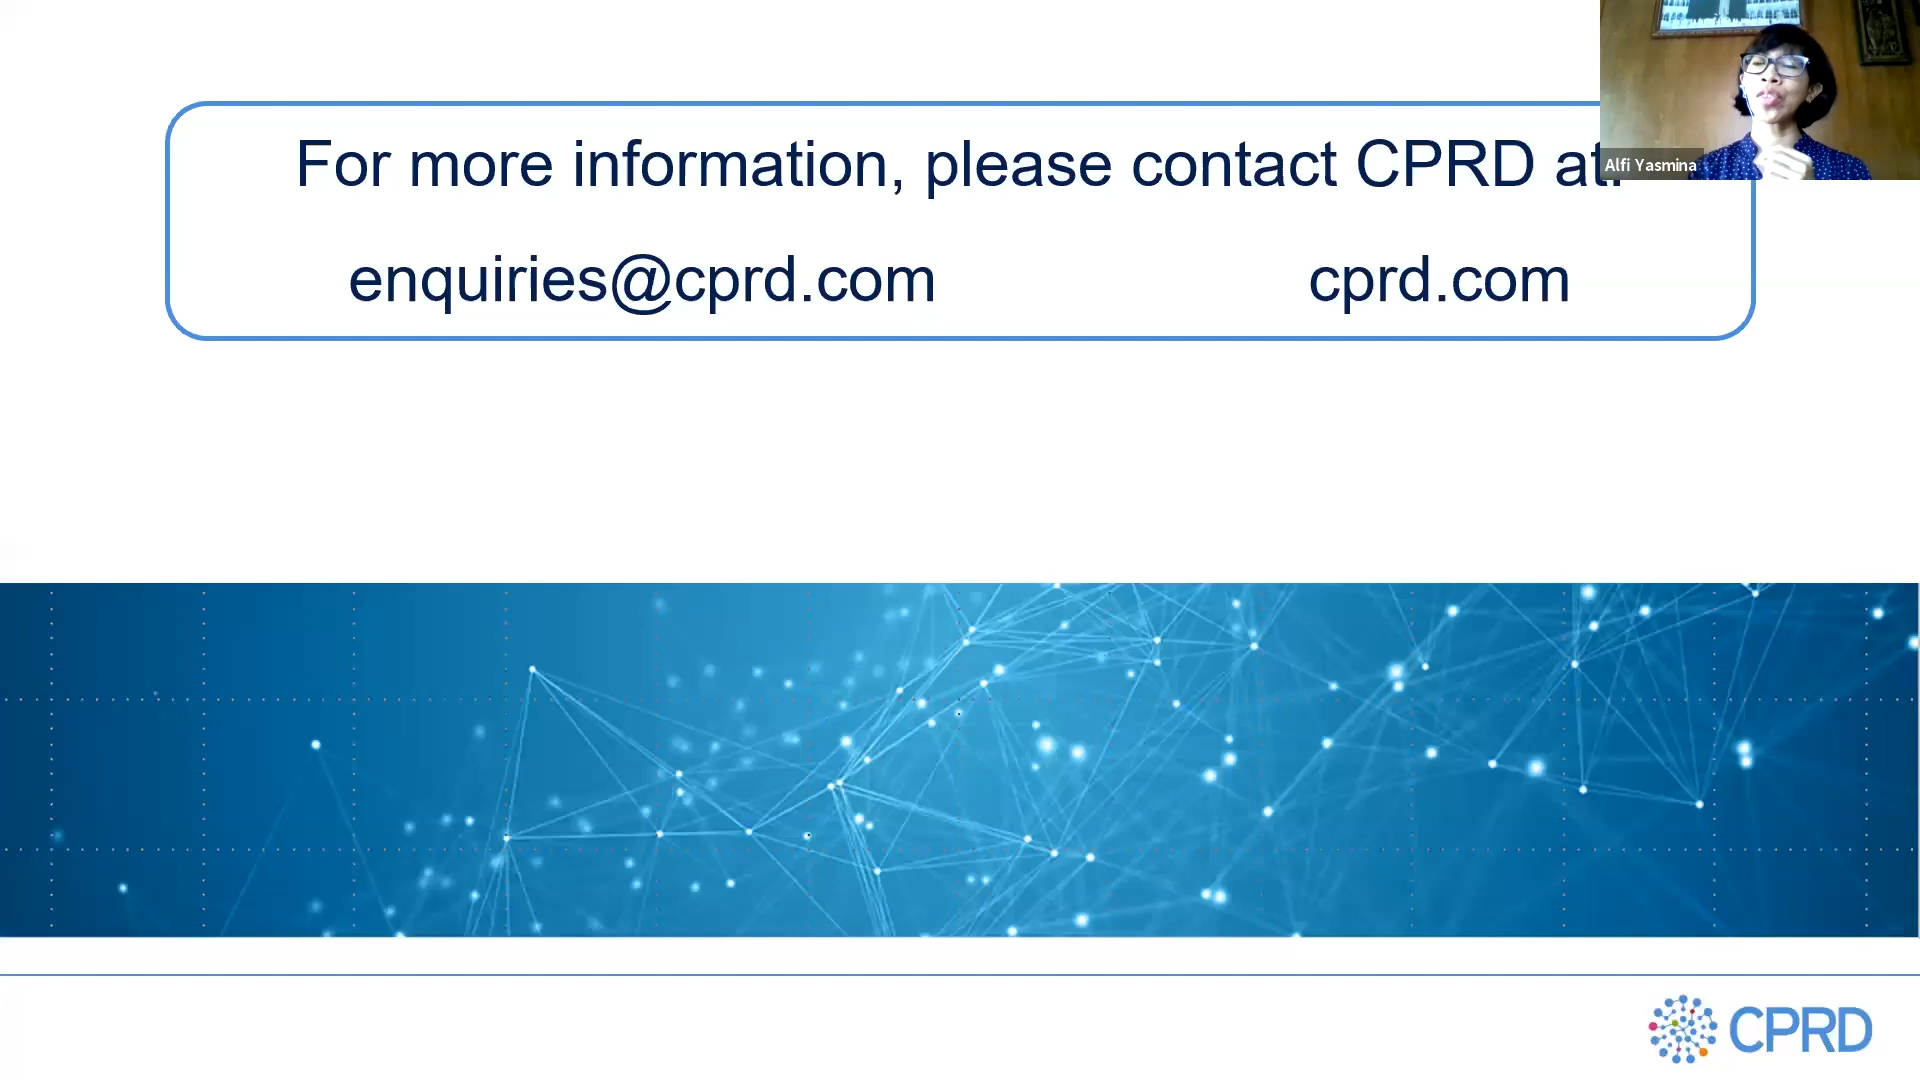 For more information, please contact CPRD at:
enquiries@cprd.com
cprd.com
Alfi Yasmina
CPRD